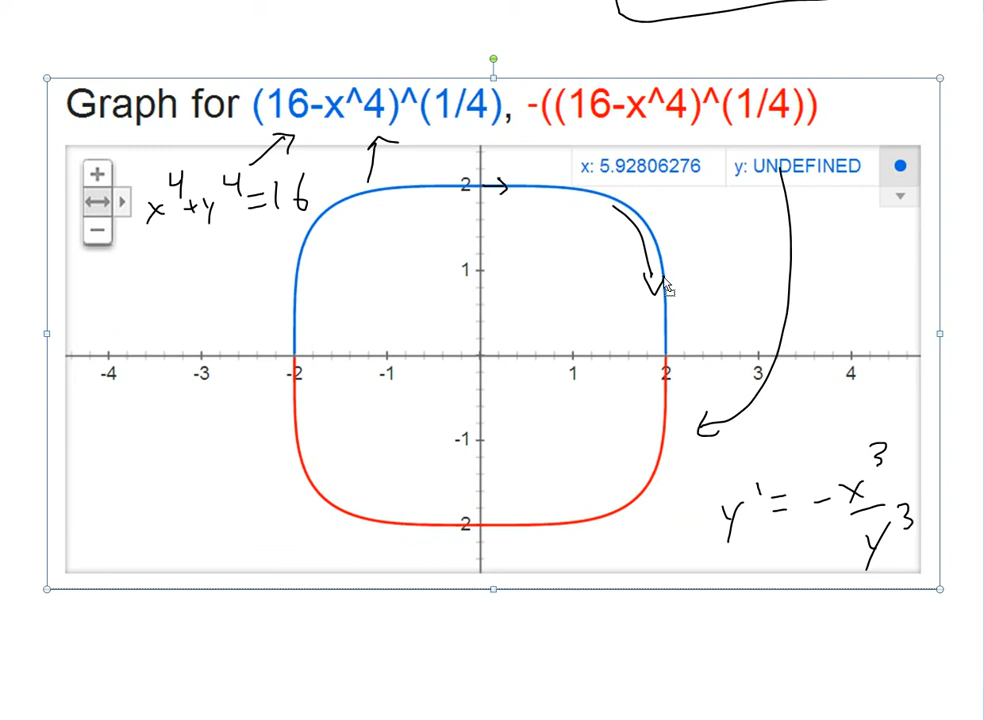 Graph for (16-x^4)^(1/4), -((16-x^4)^(1/4))
x: 5.92806276 y: UNDEFINED
x⁴+y⁴=16
2
1
-4 -3 -2 -1 1 2 3 4
-1
2
y' = -x³/y³